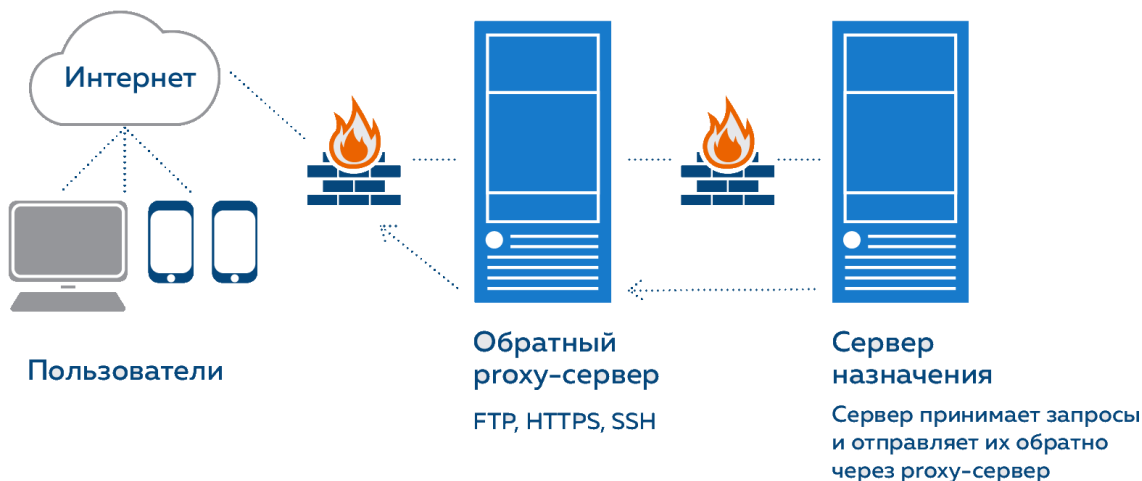 Интернет
Пользователи
Обратный
proxy-сервер
FTP, HTTPS, SSH
Сервер
назначения
Сервер принимает запросы
и отправляет их обратно
через proxy-сервер